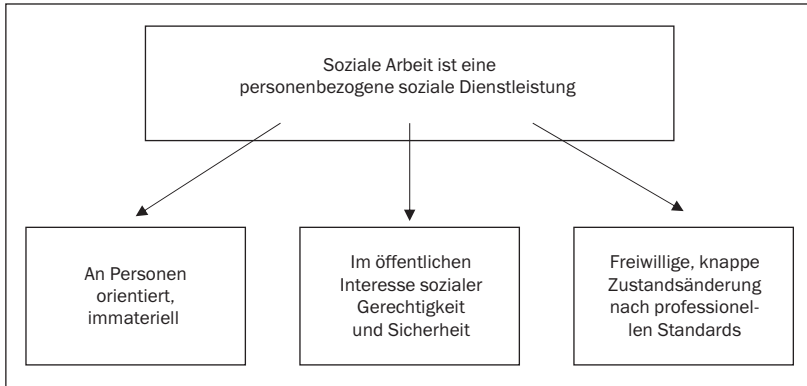 Soziale Arbeit ist eine
personenbezogene soziale Dienstleistung
An Personen
orientiert,
immateriell
Im öffentlichen
Interesse sozialer
Gerechtigkeit
und Sicherheit
Freiwillige, knappe
Zustandsänderung
nach professionel-
len Standards